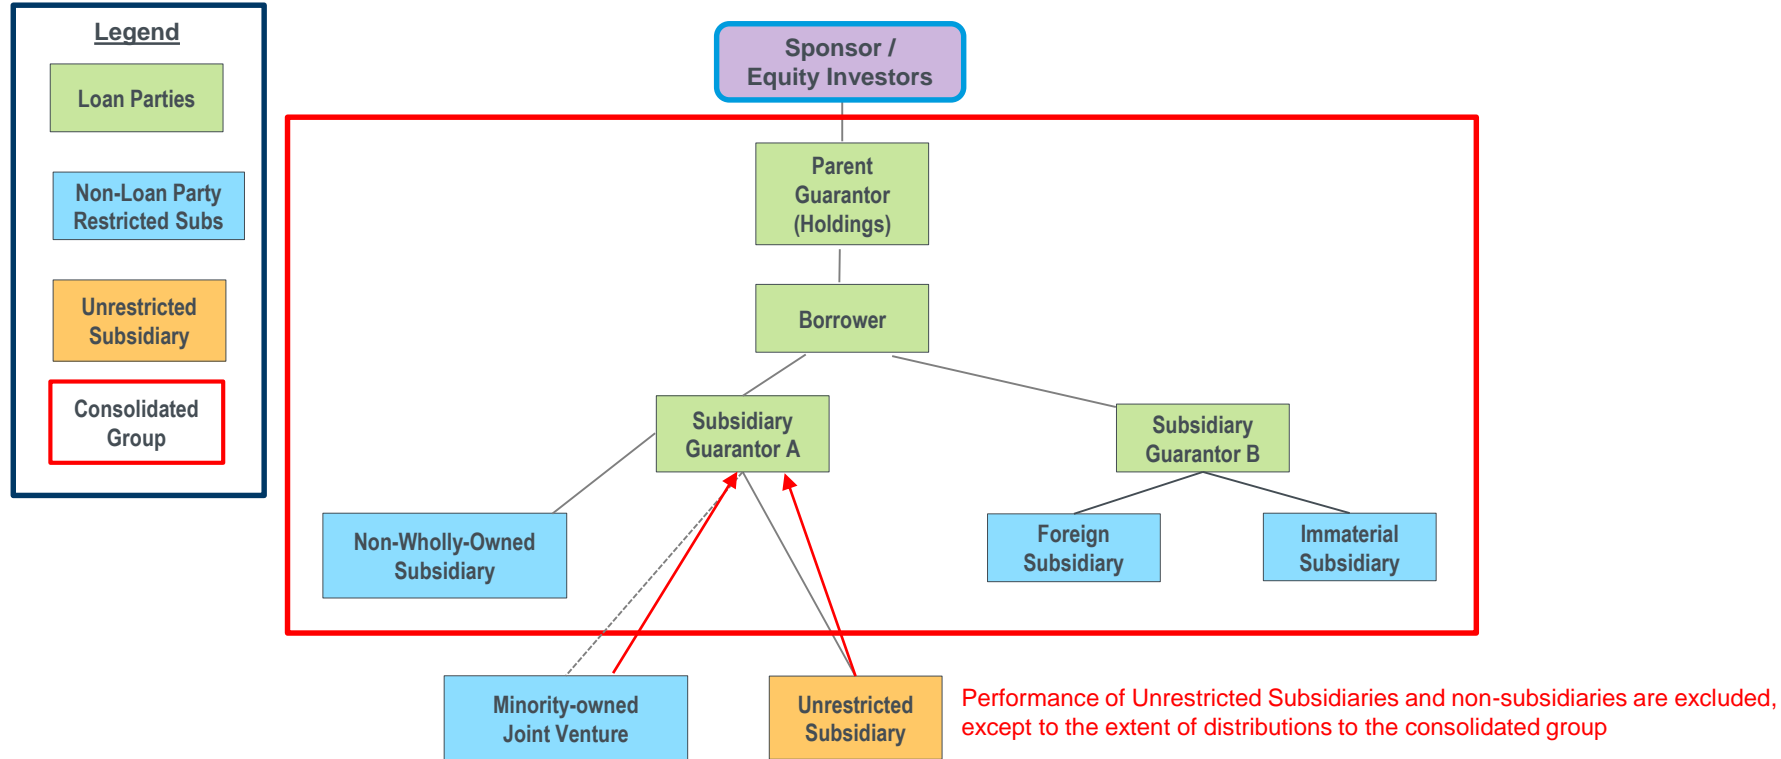 Legend
Loan Parties
Non-Loan Party
Restricted Subs
Unrestricted
Subsidiary
Consolidated
Group
Sponsor /
Equity Investors
Parent
Guarantor
(Holdings)
Borrower
Subsidiary
Guarantor A
Subsidiary
Guarantor B
Non-Wholly-Owned
Subsidiary
Foreign
Subsidiary
Immaterial
Subsidiary
Minority-owned
Joint Venture
Unrestricted
Subsidiary
Performance of Unrestricted Subsidiaries and non-subsidiaries are excluded,
except to the extent of distributions to the consolidated group